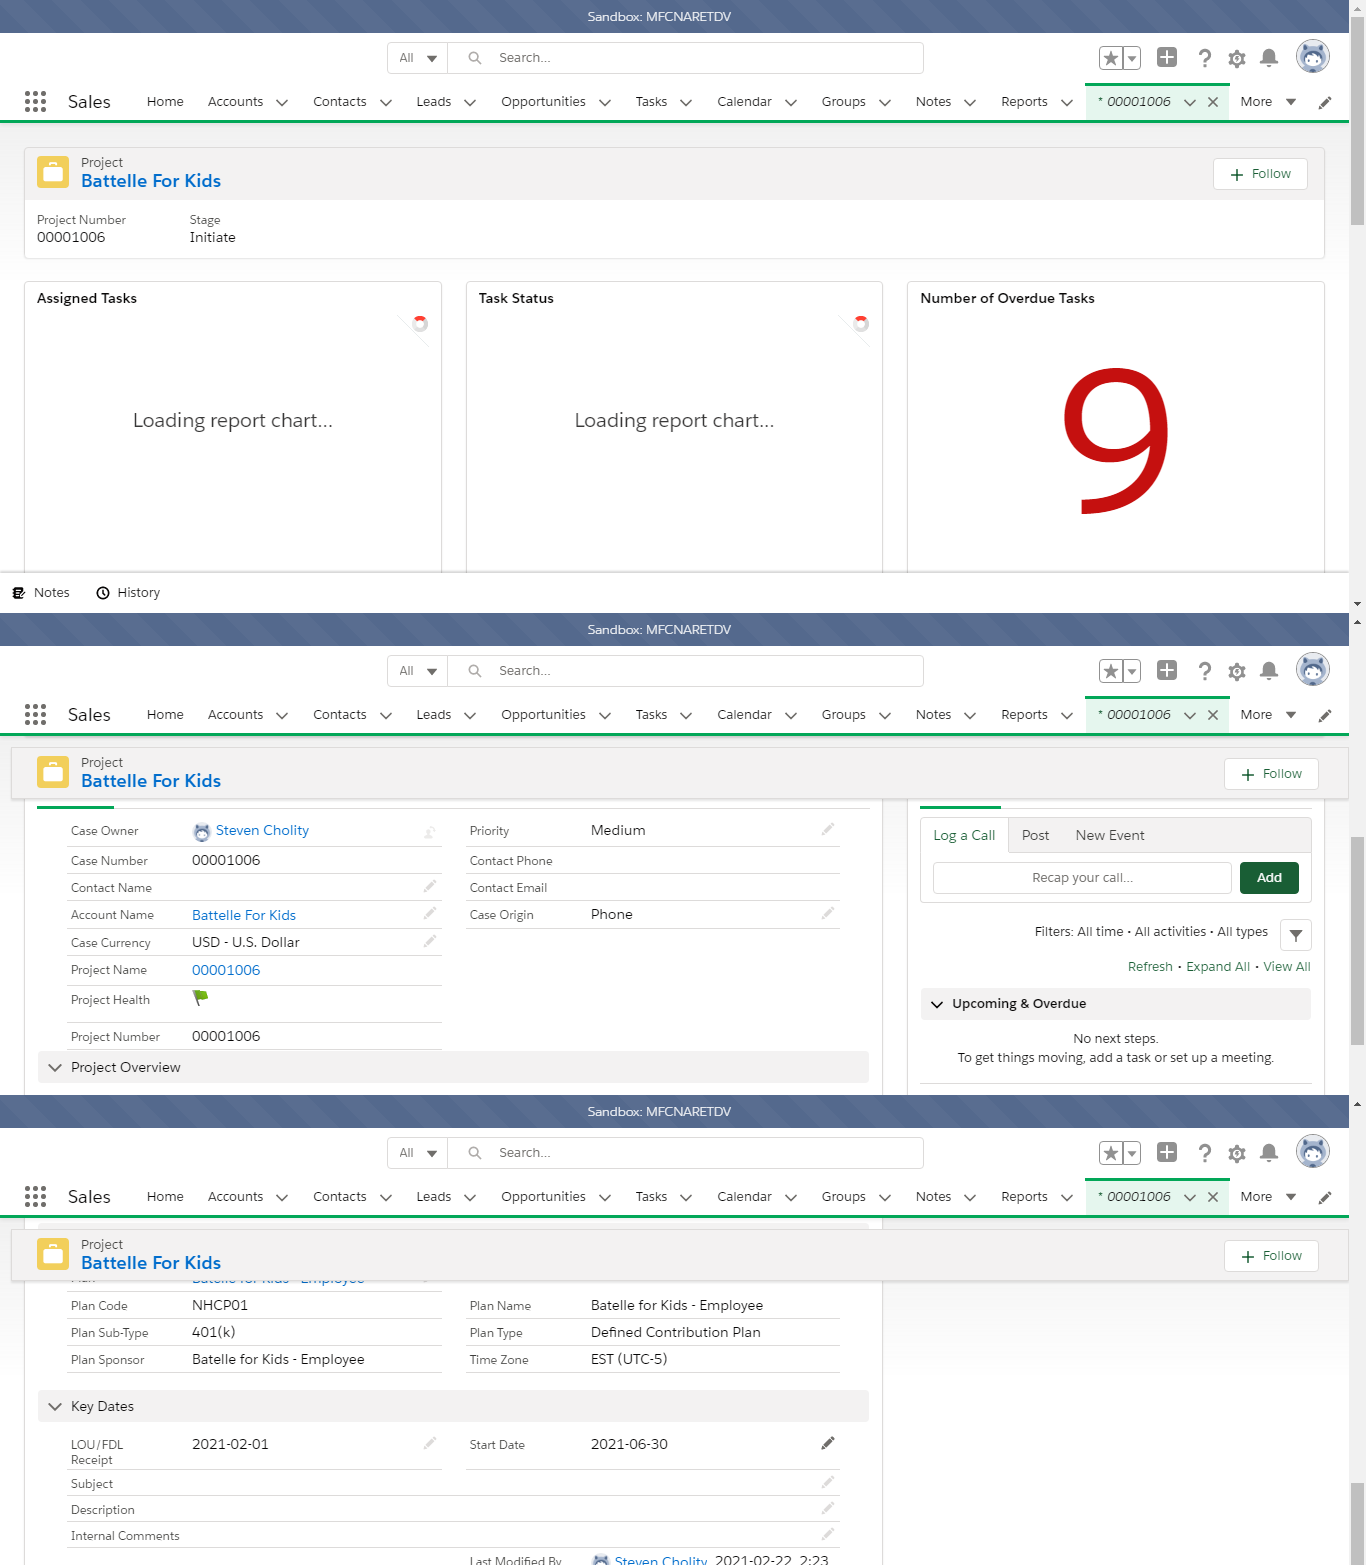 Sandbox: MFCNARETDV
All Search...
Sales Home Accounts Contacts Leads Opportunities Tasks Calendar Groups Notes Reports * 00001006 More
Project
Battelle For Kids
Follow
Project Number Stage
00001006 Initiate
Assigned Tasks
Loading report chart...
Task Status
Loading report chart...
Number of Overdue Tasks
9
Notes History
Sandbox: MFCNARETDV
All Search...
Sales Home Accounts Contacts Leads Opportunities Tasks Calendar Groups Notes Reports * 00001006 More
Project
Battelle For Kids
Follow
Case Owner Steven Cholity
Case Number 00001006
Contact Name
Account Name Battelle For Kids
Case Currency USD - U.S. Dollar
Project Name 00001006
Project Health
Project Number 00001006
Priority Medium
Contact Phone
Contact Email
Case Origin Phone
Project Overview
Log a Call Post New Event
Recap your call... Add
Filters: All time • All activities • All types
Refresh • Expand All • View All
Upcoming & Overdue
No next steps.
To get things moving, add a task or set up a meeting.
Sandbox: MFCNARETDV
All Search...
Sales Home Accounts Contacts Leads Opportunities Tasks Calendar Groups Notes Reports * 00001006 More
Project
Battelle For Kids
Follow
Plan Batelle for Kids - Employee
Plan Code NHCP01
Plan Name Batelle for Kids - Employee
Plan Sub-Type 401(k)
Plan Type Defined Contribution Plan
Plan Sponsor Batelle for Kids - Employee
Time Zone EST (UTC-5)
Key Dates
LOU/FDL Receipt 2021-02-01
Start Date 2021-06-30
Subject
Description
Internal Comments
Last Modified By Steven Cholity, 2021-02-22, 2:23